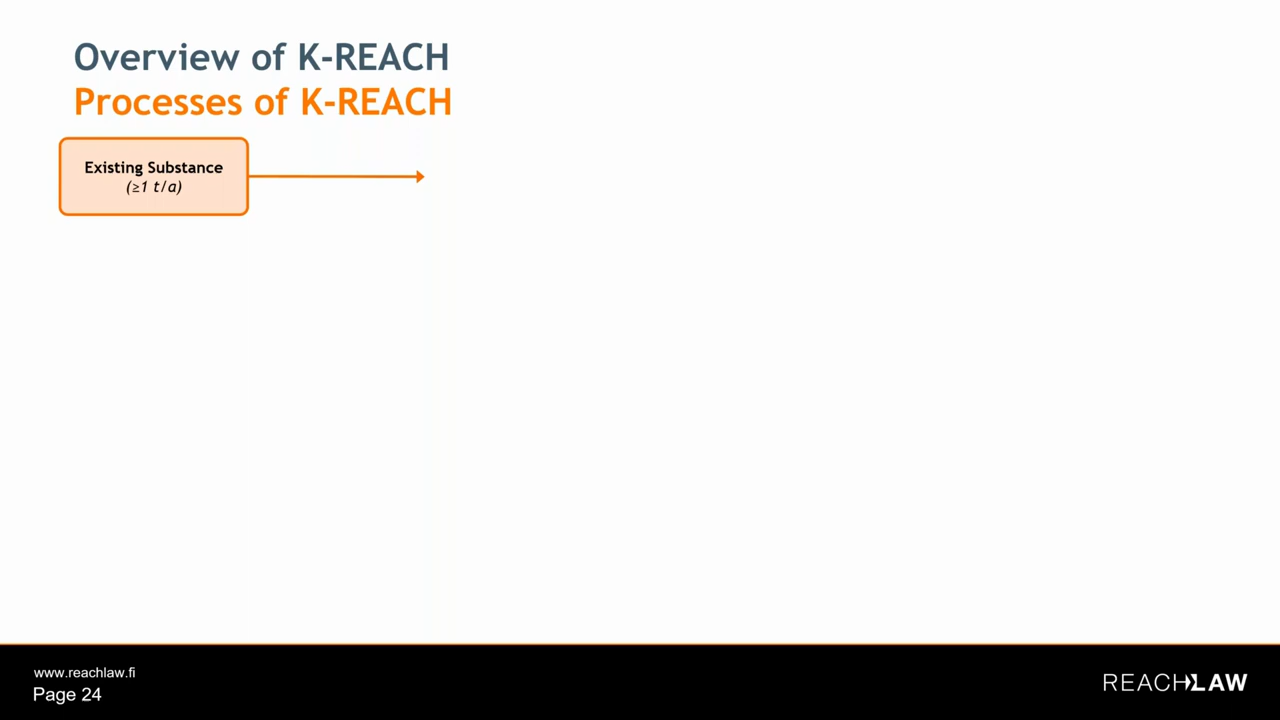 Overview of K-REACH
Processes of K-REACH
Existing Substance
(≥1 t/a)
www.reachlaw.fi
Page 24
REACHLAW